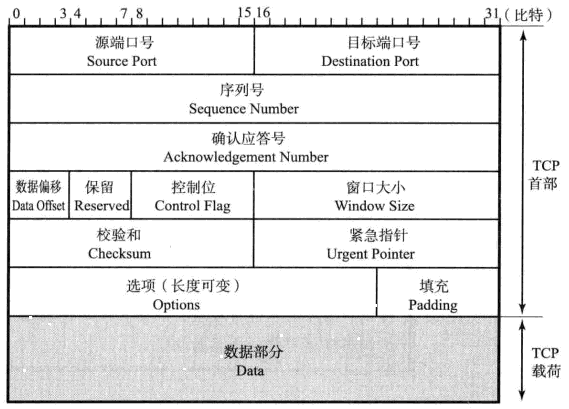 0 3 4 7 8 15 16 31 (比特)
源端口号 目标端口号
Source Port Destination Port
序列号
Sequence Number
确认应答号
Acknowledgement Number
数据偏移 保留 控制位 窗口大小
Data Offset Reserved Control Flag Window Size
校验和 紧急指针
Checksum Urgent Pointer
选项（长度可变） 填充
Options Padding
TCP
首部
数据部分
Data
TCP
载荷